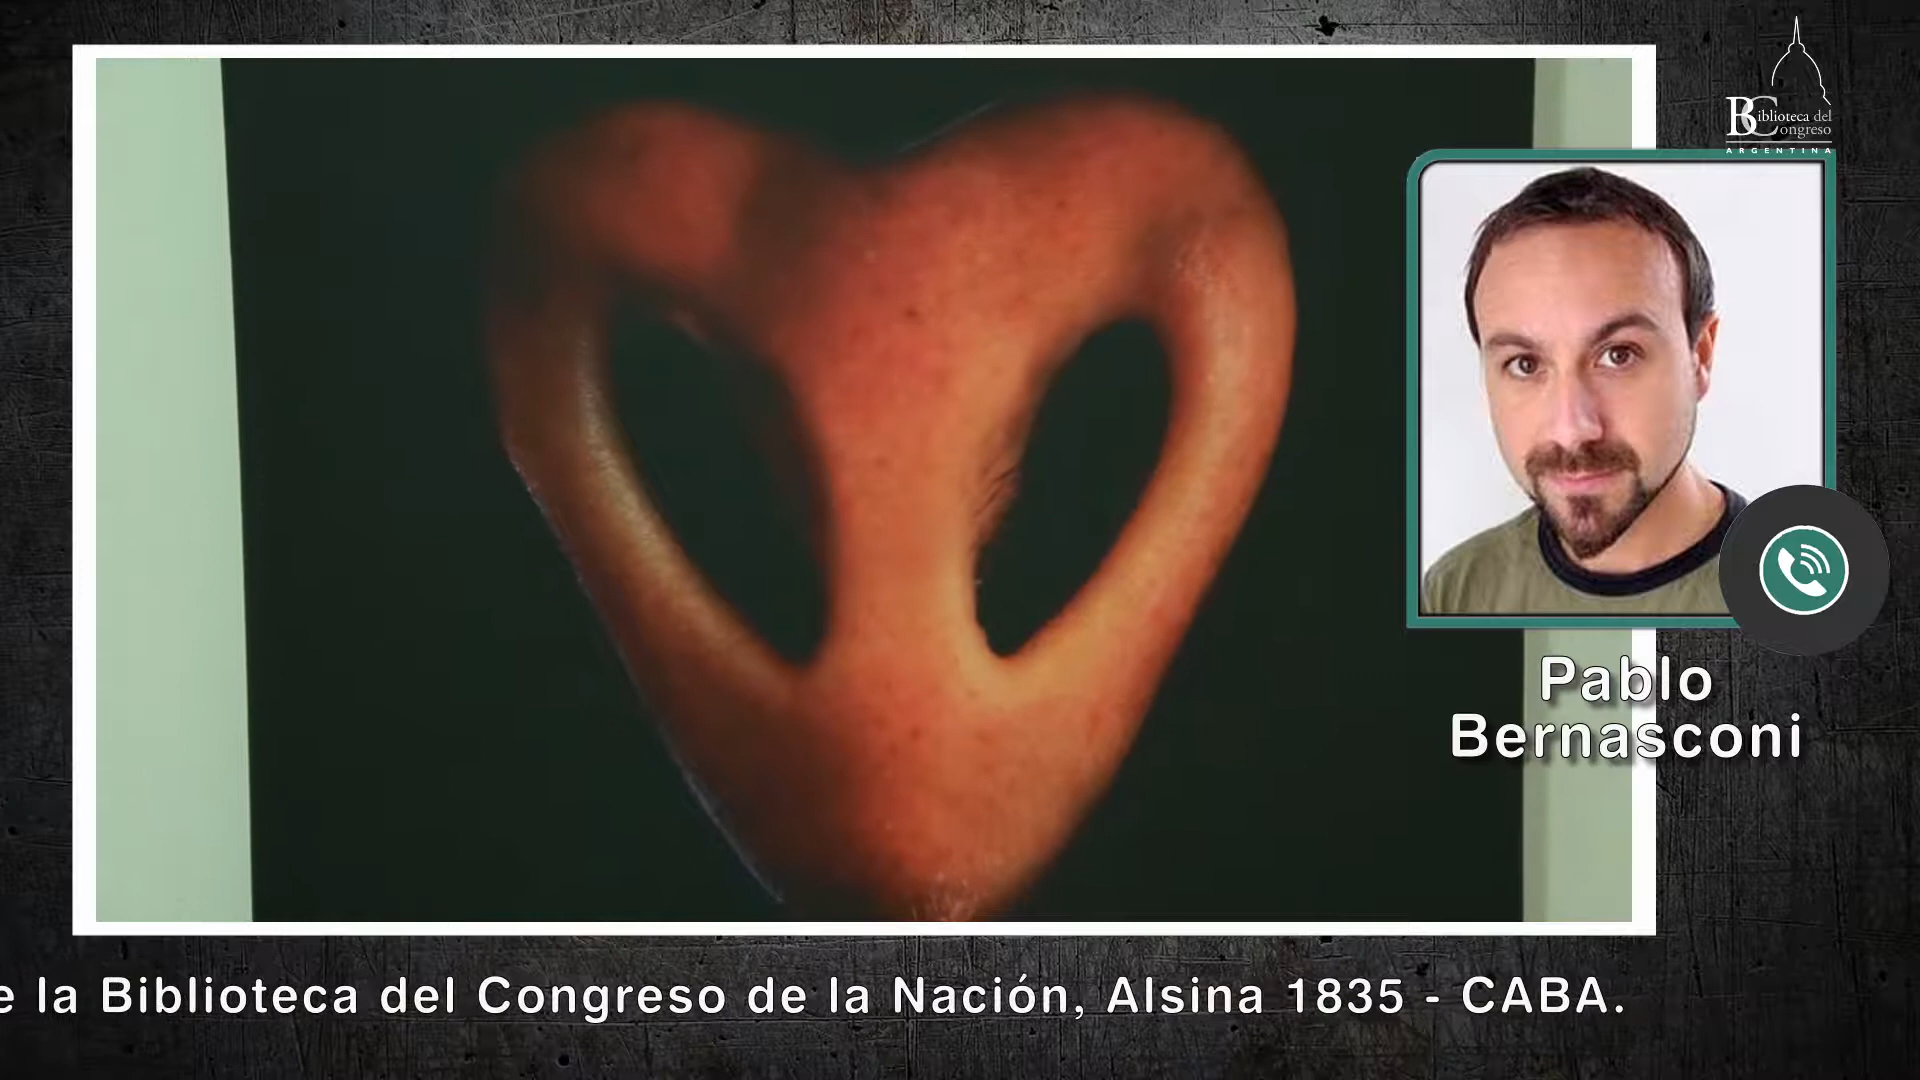 Biblioteca del
Congreso
ARGENTINA
Pablo
Bernasconi
e la Biblioteca del Congreso de la Nación, Alsina 1835 - CABA.